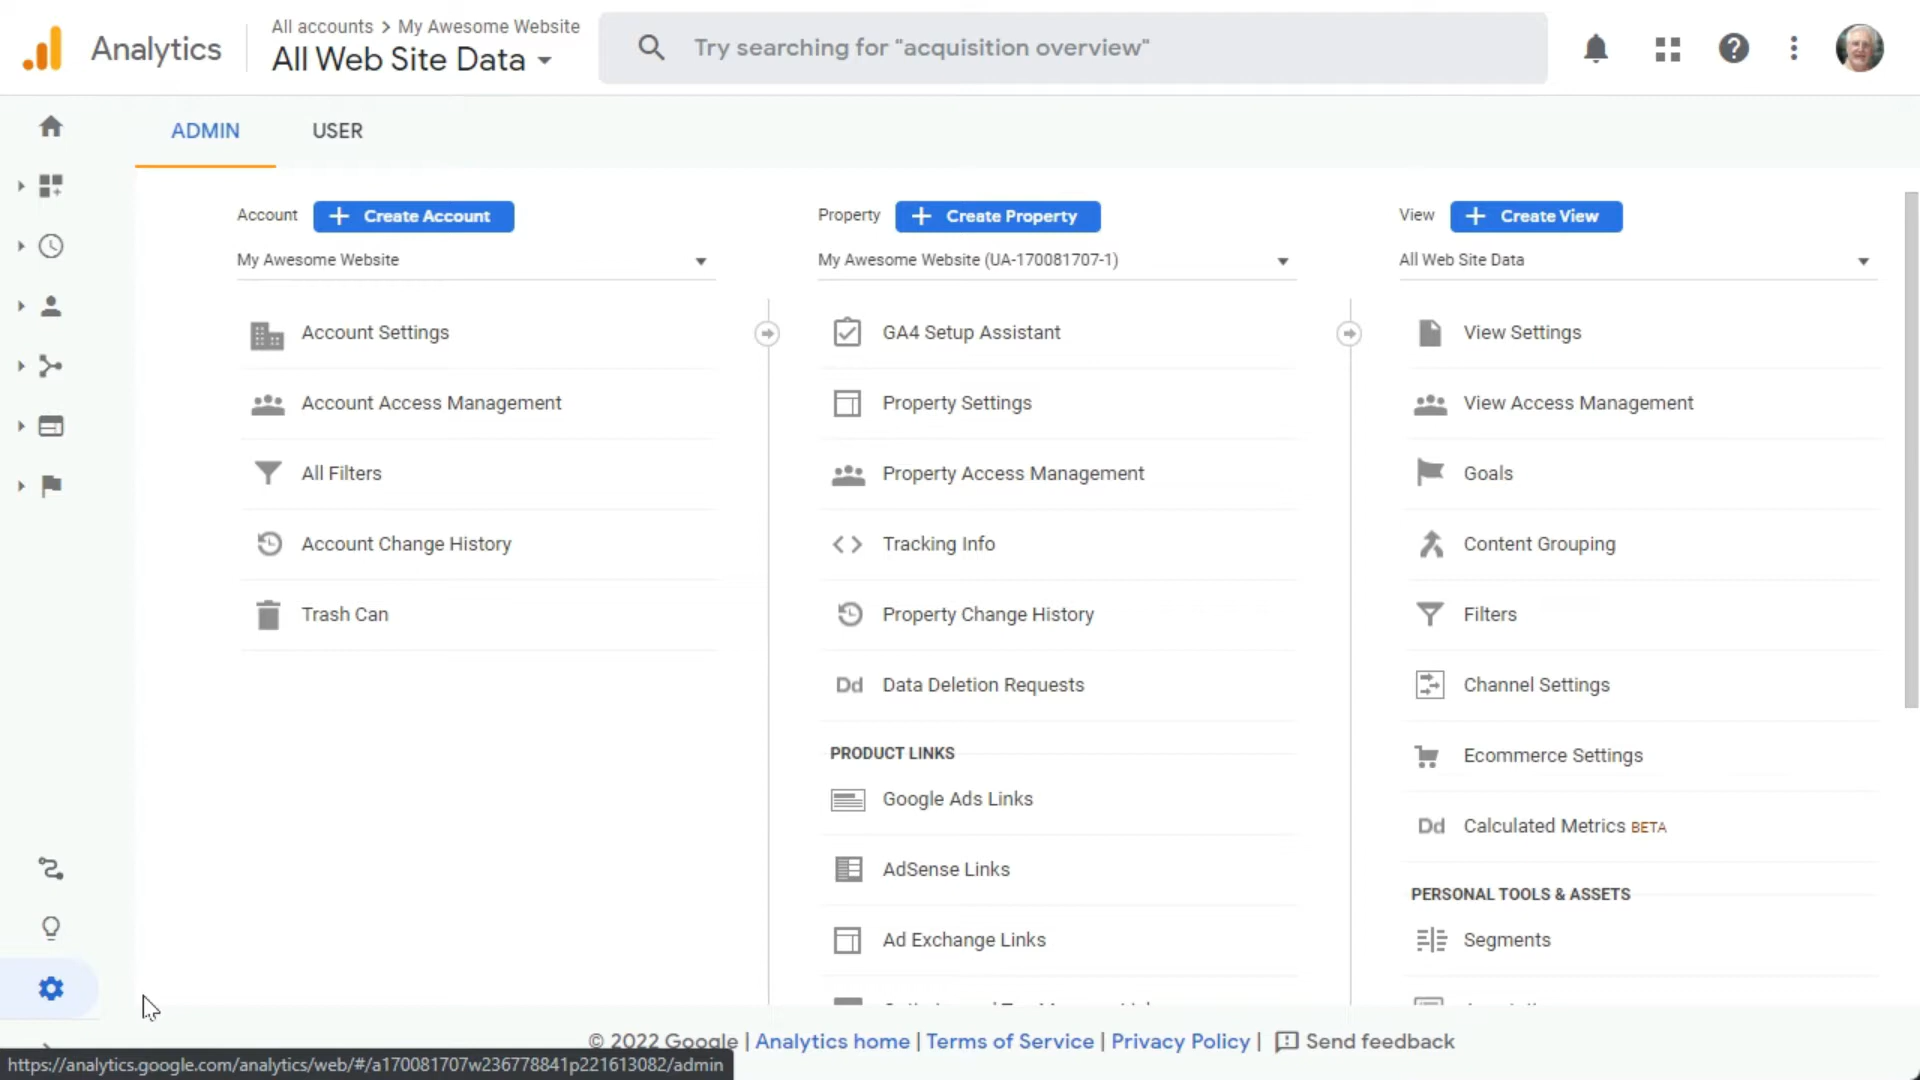 Analytics
All accounts > My Awesome Website
All Web Site Data
Try searching for "acquisition overview"
ADMIN
USER
Account
Create Account
My Awesome Website
Account Settings
Account Access Management
All Filters
Account Change History
Trash Can
Property
Create Property
My Awesome Website (UA-170081707-1)
GA4 Setup Assistant
Property Settings
Property Access Management
Tracking Info
Property Change History
Dd Data Deletion Requests
PRODUCT LINKS
Google Ads Links
AdSense Links
Ad Exchange Links
View
Create View
All Web Site Data
View Settings
View Access Management
Goals
Content Grouping
Filters
Channel Settings
Ecommerce Settings
Dd Calculated Metrics BETA
PERSONAL TOOLS & ASSETS
Segments
© 2022 Google | Analytics home | Terms of Service | Privacy Policy | Send feedback
https://analytics.google.com/analytics/web/#/a170081707w236778841p221613082/admin